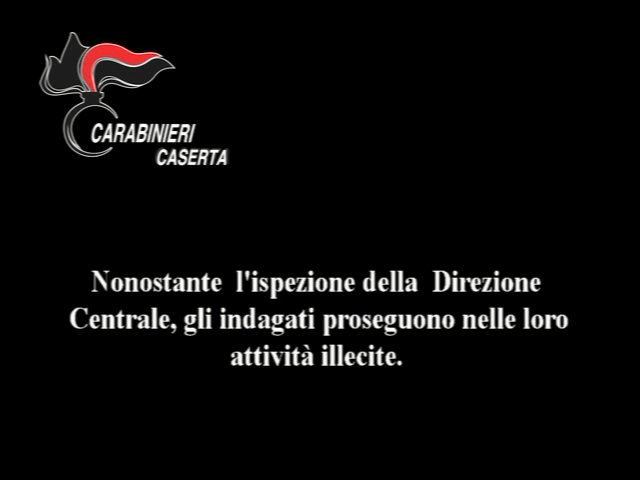 CARABINIERI
CASERTA
Nonostante l'ispezione della Direzione
Centrale, gli indagati proseguono nelle loro
attività illecite.